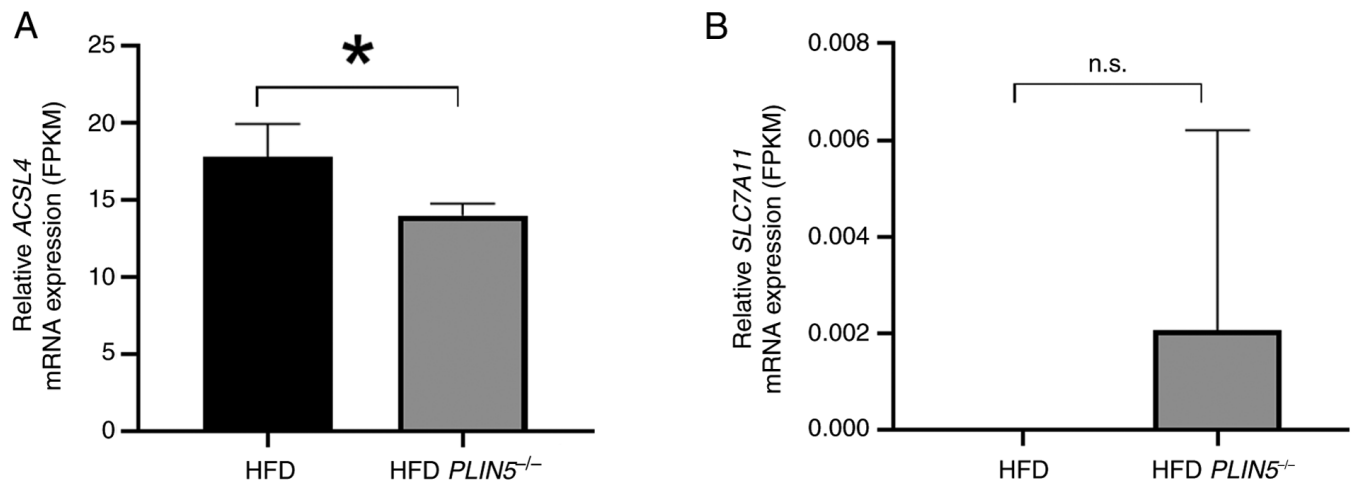 A
Relative ACSL4
mRNA expression (FPKM)
25
20
15
10
5
0
*
HFD
HFD PLIN5–/–
B
Relative SLC7A11
mRNA expression (FPKM)
0.008
0.006
0.004
0.002
0.000
n.s.
HFD
HFD PLIN5–/–